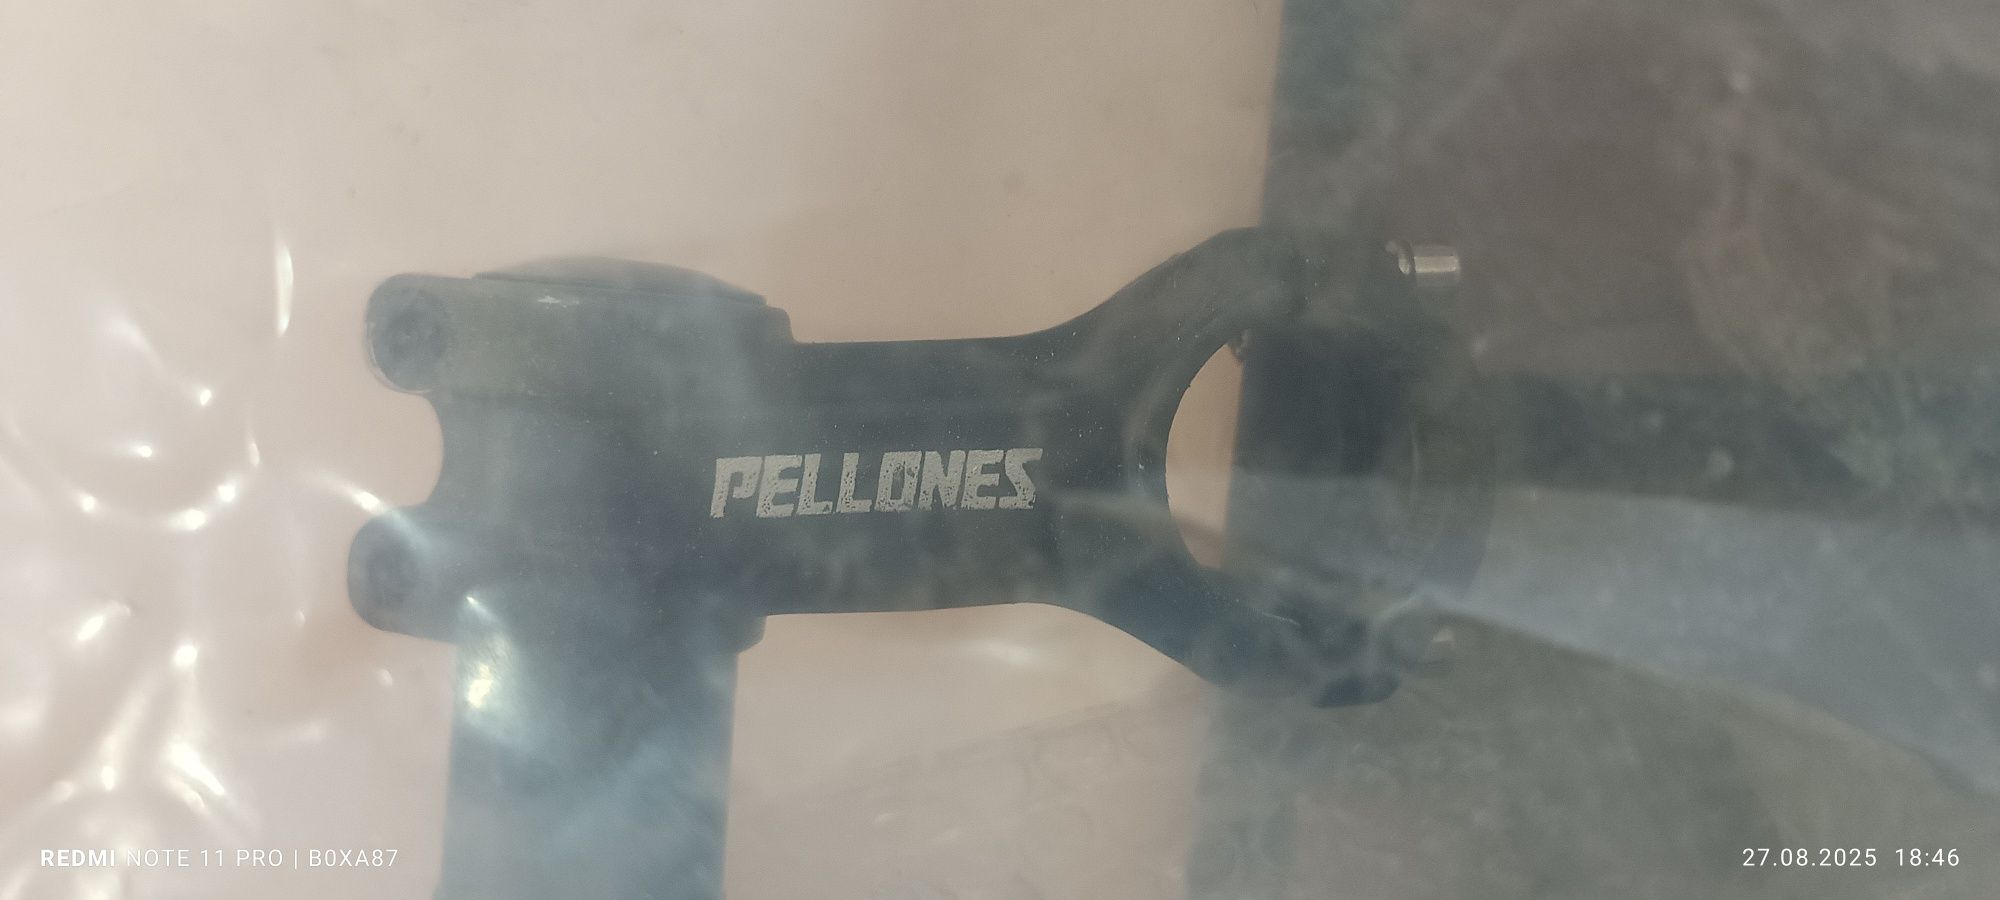 PELLONES
REDMI NOTE 11 PRO | B0XA87
27.08.2025 18:46